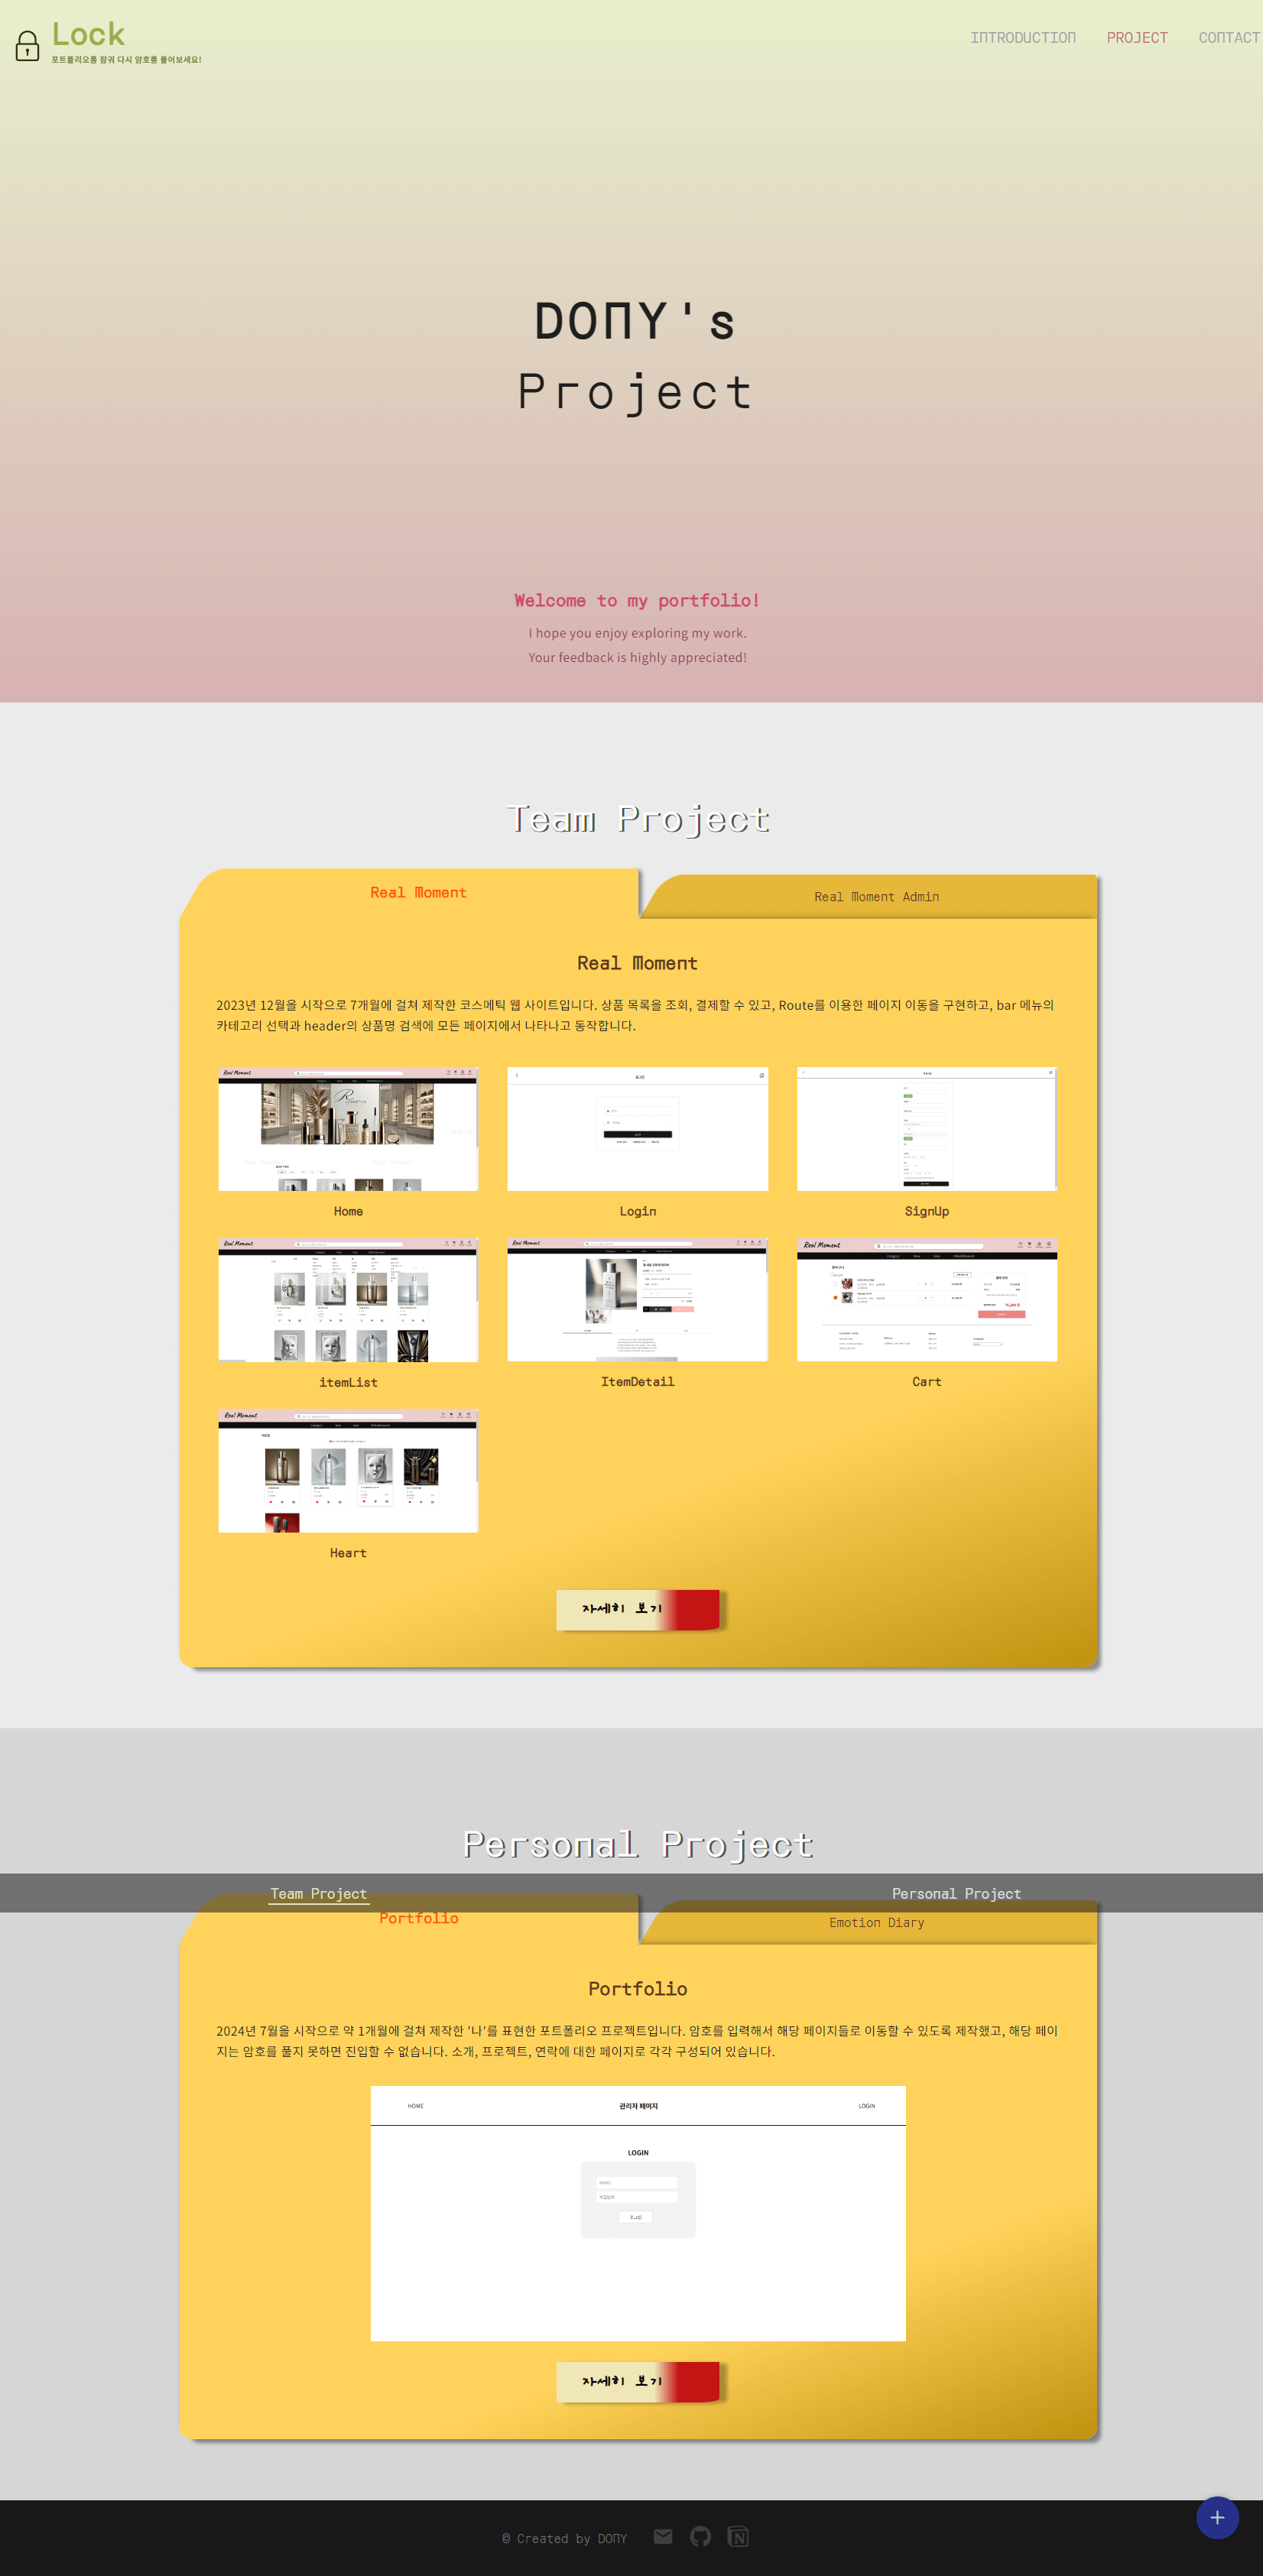 Lock
포트폴리오를 잠궈 다시 암호를 풀어보세요!
INTRODUCTION PROJECT CONTACT
DONY's
Project
Welcome to my portfolio!
I hope you enjoy exploring my work.
Your feedback is highly appreciated!
Team Project
Real Moment
Real Moment Admin
Real Moment
2023년 12월을 시작으로 7개월에 걸쳐 제작한 코스메틱 웹 사이트입니다. 상품 목록을 조회, 결제할 수 있고, Route를 이용한 페이지 이동을 구현하고, bar 메뉴의
카테고리 선택과 header의 상품명 검색에 모든 페이지에서 나타나고 동작합니다.
Real Moment
Home
Login
SignUp
Real Moment
Real Moment
Real Moment
itemList
ItemDetail
Cart
Real Moment
Heart
자세히 보기
Personal Project
Team Project
Personal Project
Portfolio
Emotion Diary
Portfolio
2024년 7월을 시작으로 약 1개월에 걸쳐 제작한 '나'를 표현한 포트폴리오 프로젝트입니다. 암호를 입력해서 해당 페이지들로 이동할 수 있도록 제작했고, 해당 페이
지는 암호를 풀지 못하면 진입할 수 없습니다. 소개, 프로젝트, 연락에 대한 페이지로 각각 구성되어 있습니다.
HOME 관리자 페이지 LOGIN
LOGIN
자세히 보기
© Created by DONY